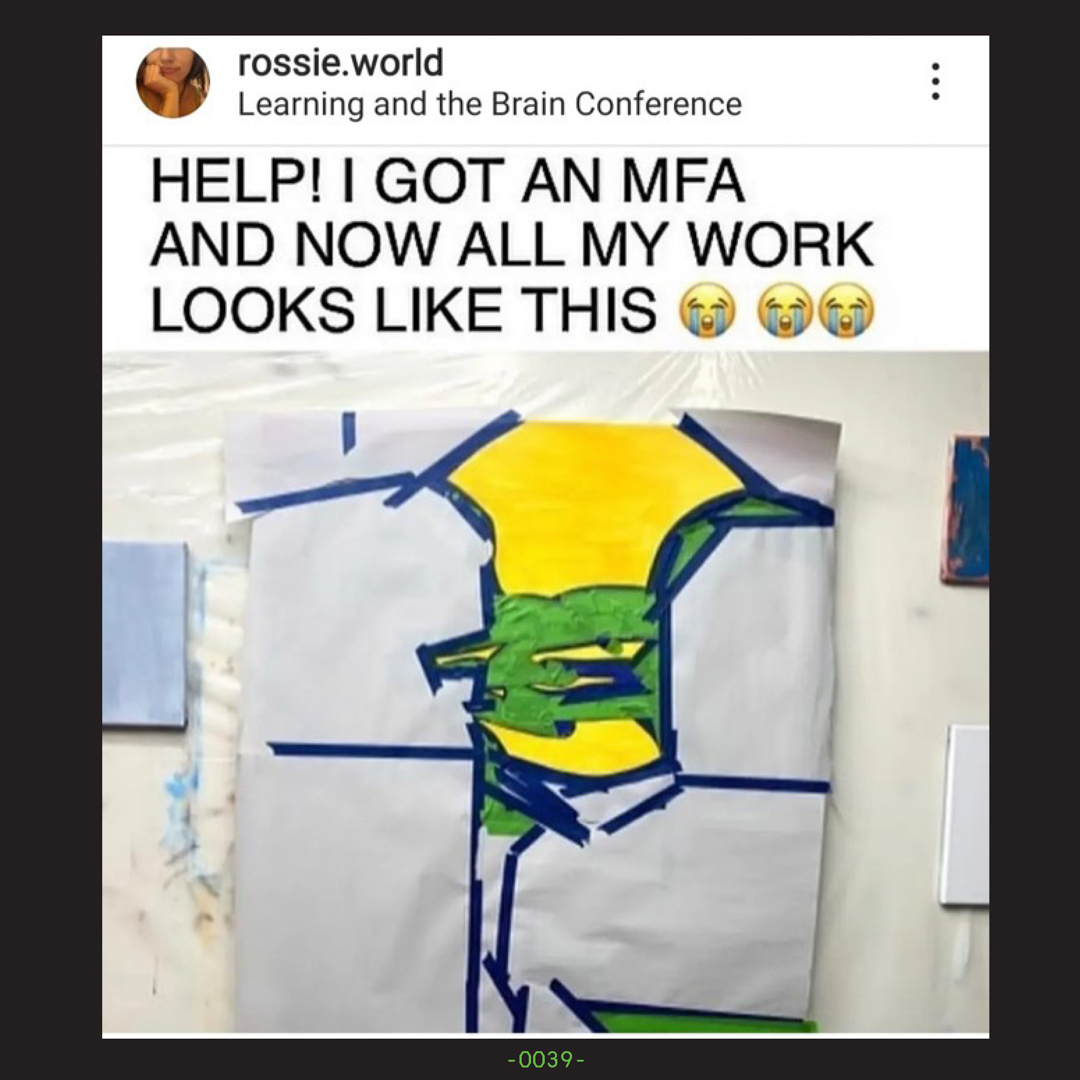 rossie.world
Learning and the Brain Conference
HELP! I GOT AN MFA
AND NOW ALL MY WORK
LOOKS LIKE THIS 😭 😭😭
-0039-